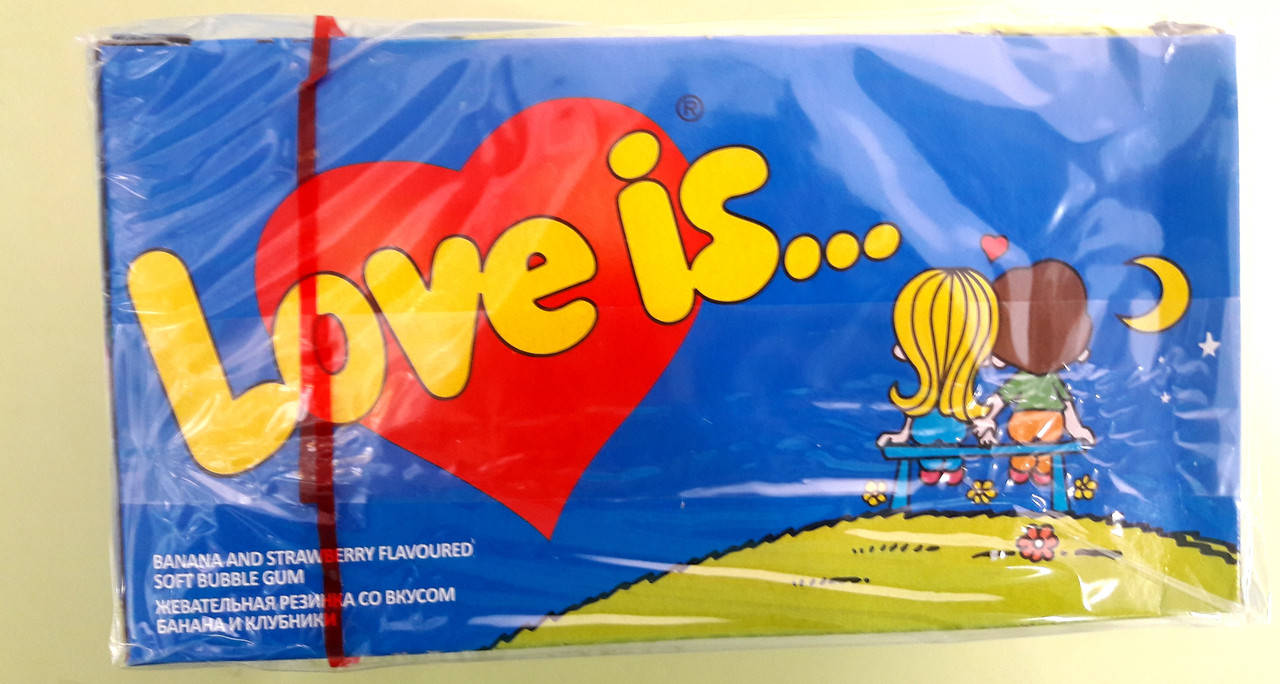 Love is...
®
BANANA AND STRAWBERRY FLAVOURED
SOFT BUBBLE GUM
ЖЕВАТЕЛЬНАЯ РЕЗИНКА СО ВКУСОМ
БАНАНА И КЛУБНИКИ